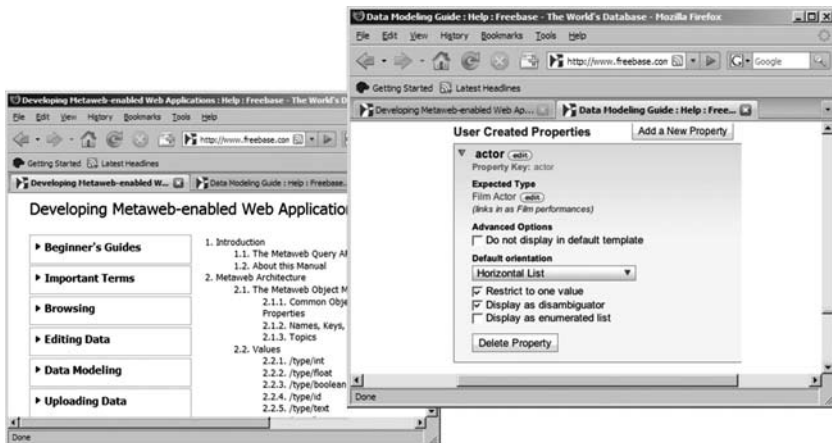 Developing Metaweb-enabled Web Applications : Help : Freebase - The World's D
File Edit View History Bookmarks Tools Help
http://www.freebase.con
Getting Started Latest Headlines
Developing Metaweb-enabled W... Data Modeling Guide : Help : Freebase.
Developing Metaweb-enabled Web Application
Beginner's Guides
Important Terms
Browsing
Editing Data
Data Modeling
Uploading Data
1. Introduction
1.1. The Metaweb Query AP
1.2. About this Manual
2. Metaweb Architecture
2.1. The Metaweb Object M
2.1.1. Common Obje
Properties
2.1.2. Names, Keys,
2.1.3. Topics
2.2. Values
2.2.1. /type/int
2.2.2. /type/float
2.2.3. /type/boolean
2.2.4. /type/id
2.2.5. /type/text
Done
Data Modeling Guide : Help : Freebase - The World's Database - Mozilla Firefox
File Edit View History Bookmarks Tools Help
http://www.freebase.con G Google
Getting Started Latest Headlines
Developing Metaweb-enabled Web Ap... Data Modeling Guide : Help : Free...
User Created Properties Add a New Property
actor edit
Property Key: actor
Expected Type
Film Actor edit
(links in as Film performances)
Advanced Options
Do not display in default template
Default orientation
Horizontal List
Restrict to one value
Display as disambiguator
Display as enumerated list
Delete Property
Done